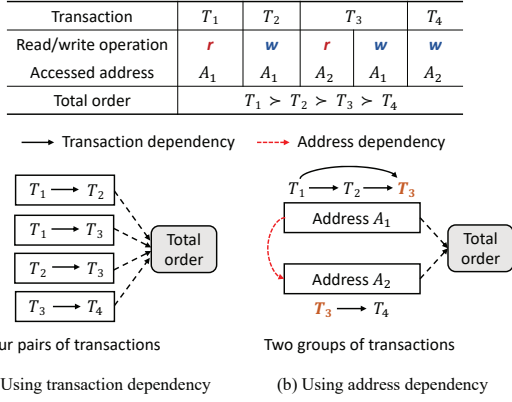 Transaction T₁ T₂ T₃ T₄
Read/write operation r w r w w
Accessed address A₁ A₁ A₂ A₁ A₂
Total order T₁ ≻ T₂ ≻ T₃ ≻ T₄
Transaction dependency Address dependency
T₁ T₂
T₁ T₃
T₂ T₃
T₃ T₄
Total order
T₁ T₂ T₃
Address A₁
Address A₂
T₃ T₄
Total order
ur pairs of transactions
Two groups of transactions
Using transaction dependency
(b) Using address dependency